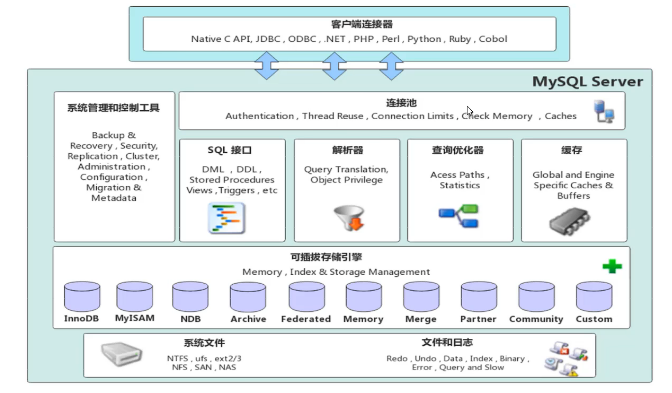 客户端连接器
Native C API, JDBC , ODBC , .NET , PHP , Perl , Python , Ruby , Cobol
MySQL Server
系统管理和控制工具
Backup &
Recovery , Security,
Replication , Cluster,
Administration ,
Configuration ,
Migration &
Metadata
连接池
Authentication , Thread Reuse , Connection Limits , Check Memory , Caches
SQL 接口
DML , DDL ,
Stored Procedures
Views ,Triggers , etc
解析器
Query Translation,
Object Privilege
查询优化器
Acess Paths ,
Statistics
缓存
Global and Engine
Specific Caches &
Buffers
可插拔存储引擎
Memory , Index & Storage Management
InnoDB
MyISAM
NDB
Archive
Federated
Memory
Merge
Partner
Community
Custom
系统文件
NTFS , ufs , ext2/3
NFS , SAN , NAS
文件和日志
Redo , Undo , Data , Index , Binary ,
Error , Query and Slow